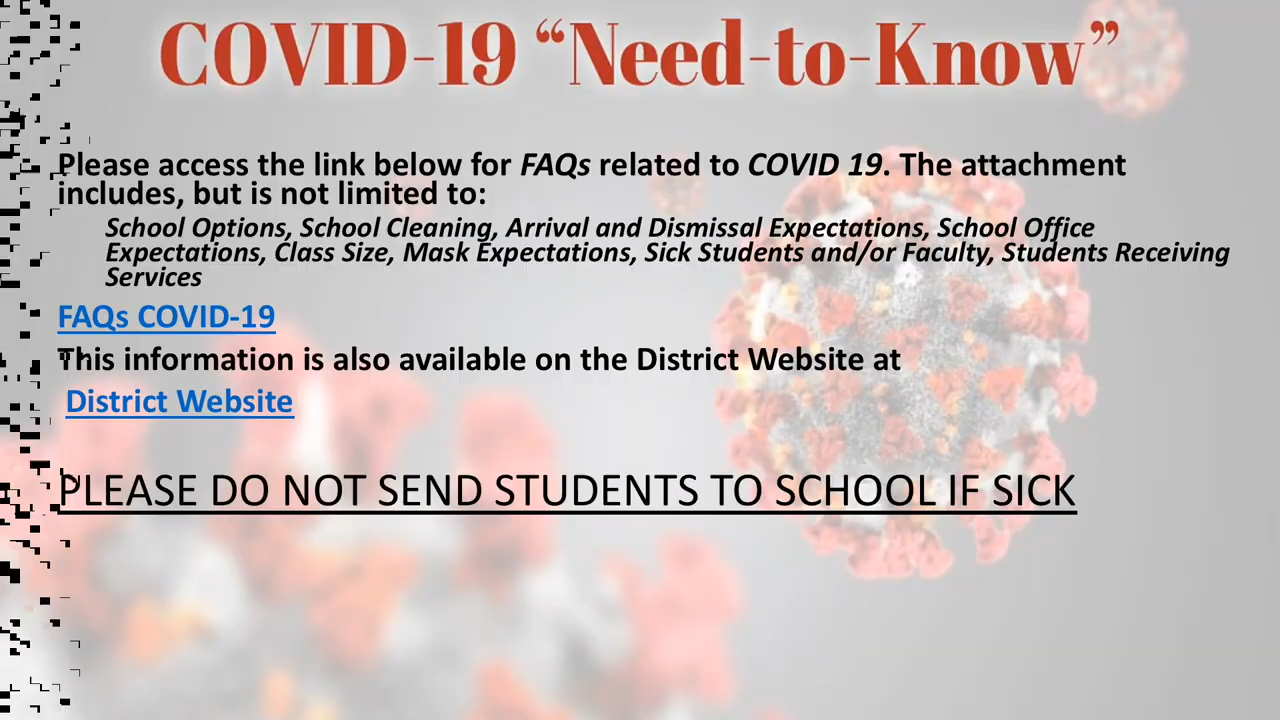 COVID-19 “Need-to-Know”
Please access the link below for FAQs related to COVID 19. The attachment
includes, but is not limited to:
School Options, School Cleaning, Arrival and Dismissal Expectations, School Office
Expectations, Class Size, Mask Expectations, Sick Students and/or Faculty, Students Receiving
Services
FAQs COVID-19
This information is also available on the District Website at
District Website
PLEASE DO NOT SEND STUDENTS TO SCHOOL IF SICK